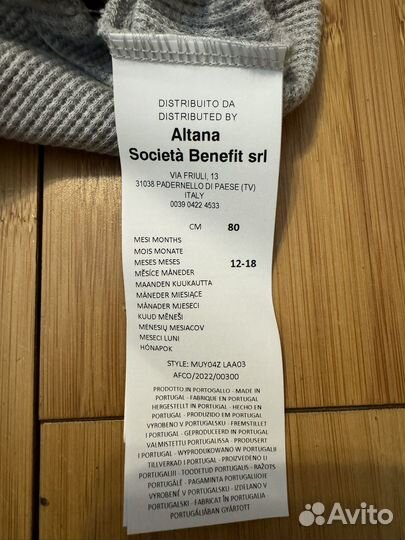 DISTRIBUITO DA
DISTRIBUTED BY
Altana
Società Benefit srl
VIA FRIULI, 13
31038 PADERNELLO DI PAESE (TV)
ITALY
0039 0422 4533
CM 80
MESI MONTHS
MOIS MONATE
MESES MESES 12-18
MĚSÍCE MÅNEDER
MAANDEN KUUKAUTTA
MÅNEDER MIESIĄCE
MÅNADER MJESECI
KUUD MĒNEŠI
MĖNESIŲ MESIACOV
MESECI LUNI
HÓNAPOK
STYLE: MUY04Z LAA03
AFCO/2022/00300
PRODOTTO IN PORTOGALLO - MADE IN
PORTUGAL - FABRIQUE EN PORTUGAL
HERGESTELLT IN PORTUGAL - HECHO EN
PORTUGAL - PRODUZIDO EM PORTUGAL
VYROBENO V PORTUGALSKU - FREMSTILLET
I PORTUGAL - GEPRODUCEERD IN PORTUGAL
VALMISTETTU PORTUGALISSA - PRODUSERT
I PORTUGAL - WYPRODUKOWANO W PORTUGALII
TILLVERKAD I PORTUGAL - PROIZVEDENO U
PORTUGALIJI - TOODETUD PORTUGALIS - RAŽOTS
PORTUGĀLĒ - PAGAMINTA PORTUGALIJOJE
VYROBENÉ V PORTUGALSKU - IZDELANO V
PORTUGALSKI - FABRICAT ÎN PORTUGALIA
PORTUGÁLIÁBAN GYÁRTOTT
Avito